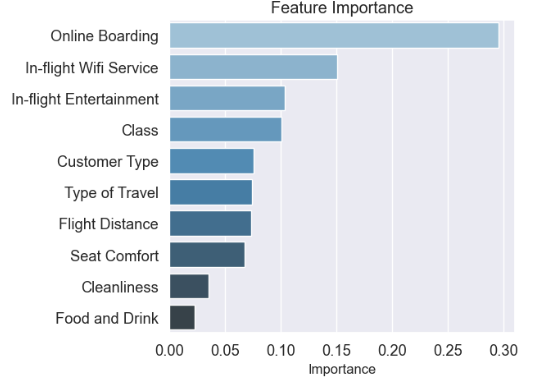 Feature Importance
Online Boarding
In-flight Wifi Service
In-flight Entertainment
Class
Customer Type
Type of Travel
Flight Distance
Seat Comfort
Cleanliness
Food and Drink
0.00 0.05 0.10 0.15 0.20 0.25 0.30
Importance